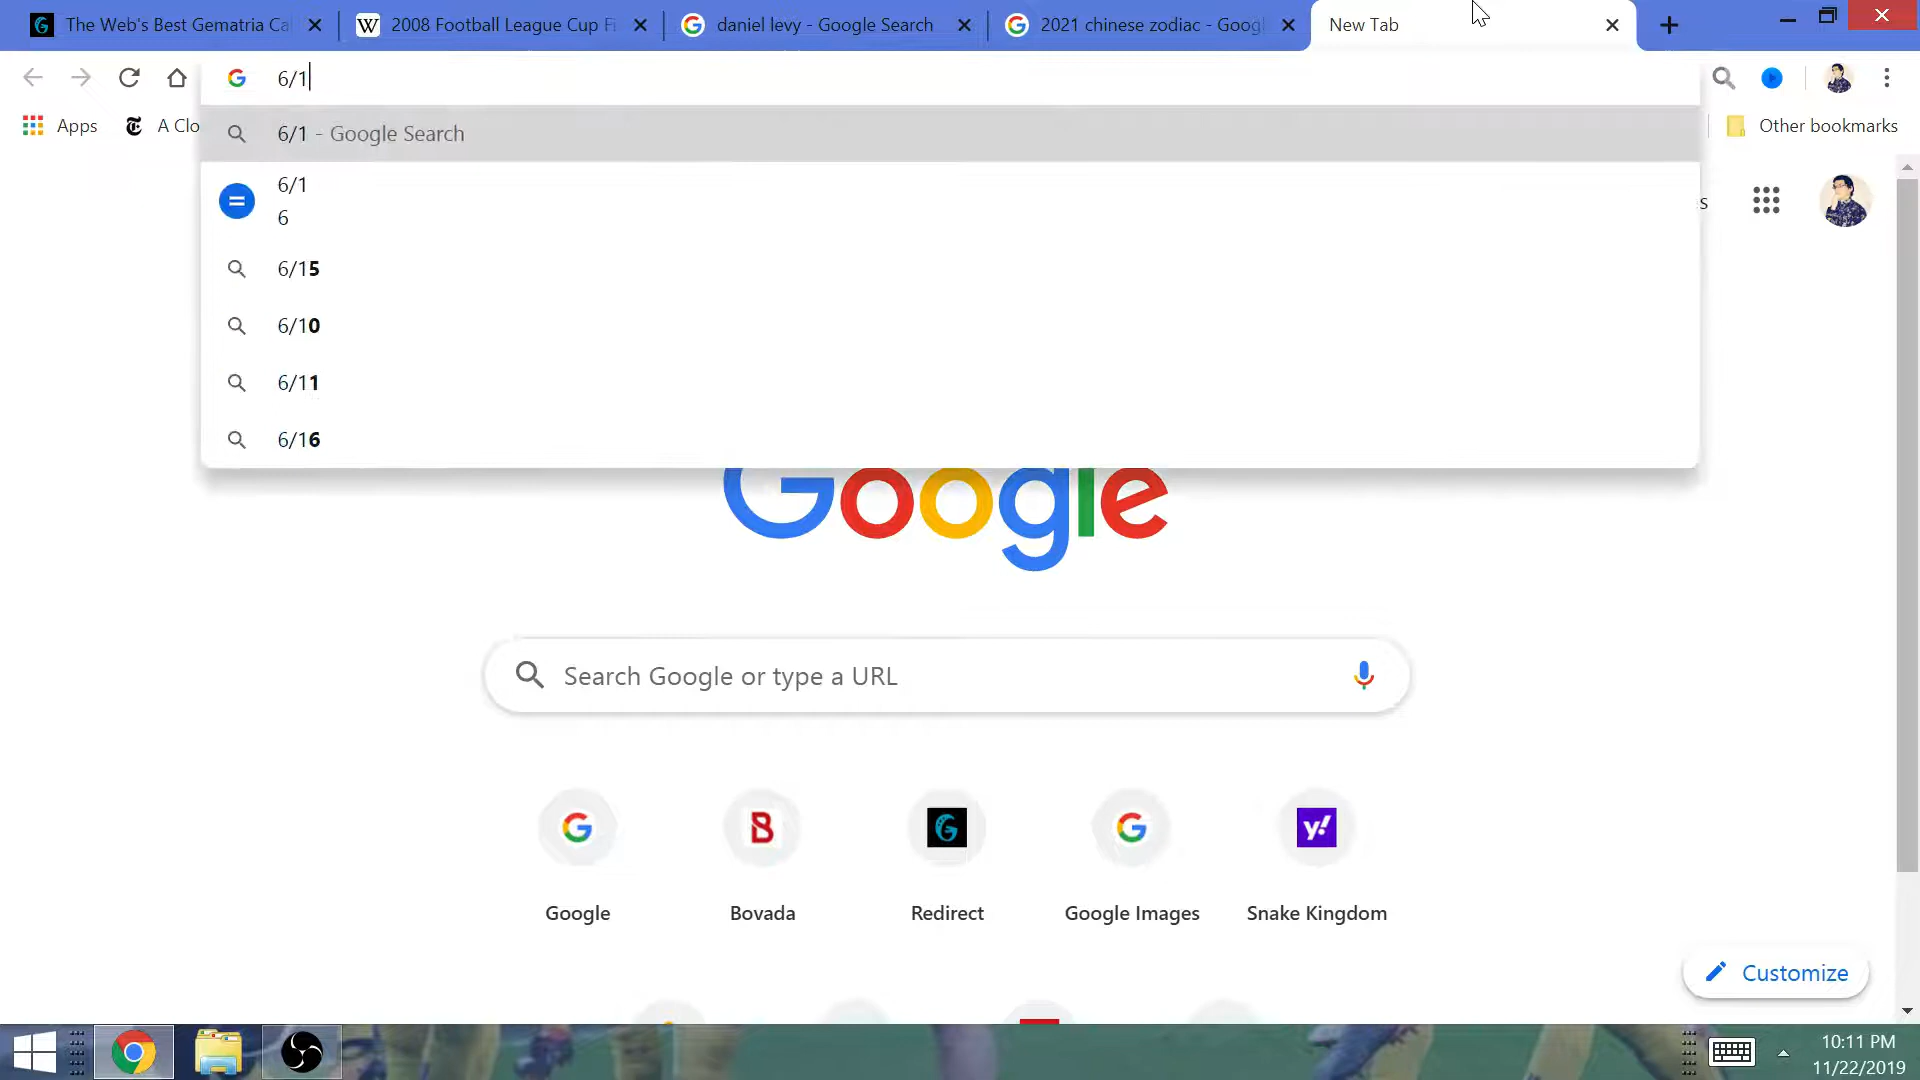 The Web's Best Gematria Ca
2008 Football League Cup Fi
daniel levy - Google Search
2021 chinese zodiac - Googl
New Tab
6/1
Apps
A Clo
Other bookmarks
6/1 - Google Search
6/1
6
s
6/15
6/10
6/11
6/16
Google
Search Google or type a URL
Google
Bovada
Redirect
Google Images
Snake Kingdom
Customize
10:11 PM
11/22/2019